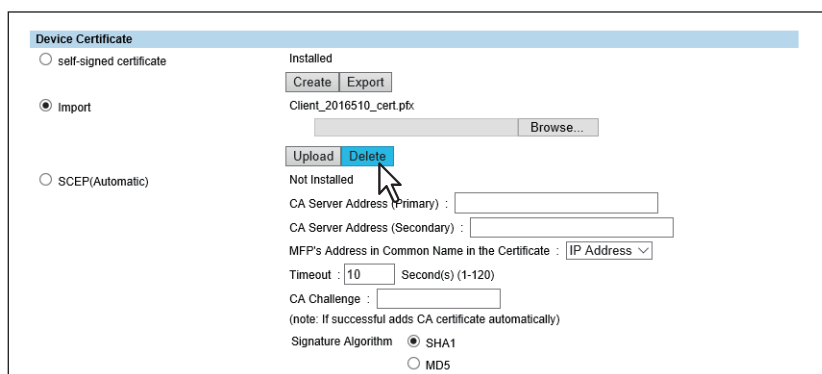 Device Certificate
self-signed certificate Installed
Create Export
Import Client_2016510_cert.pfx
Browse...
Upload Delete
SCEP(Automatic) Not Installed
CA Server Address (Primary) :
CA Server Address (Secondary) :
MFP's Address in Common Name in the Certificate : IP Address
Timeout : 10 Second(s) (1-120)
CA Challenge :
(note: If successful adds CA certificate automatically)
Signature Algorithm SHA1
MD5